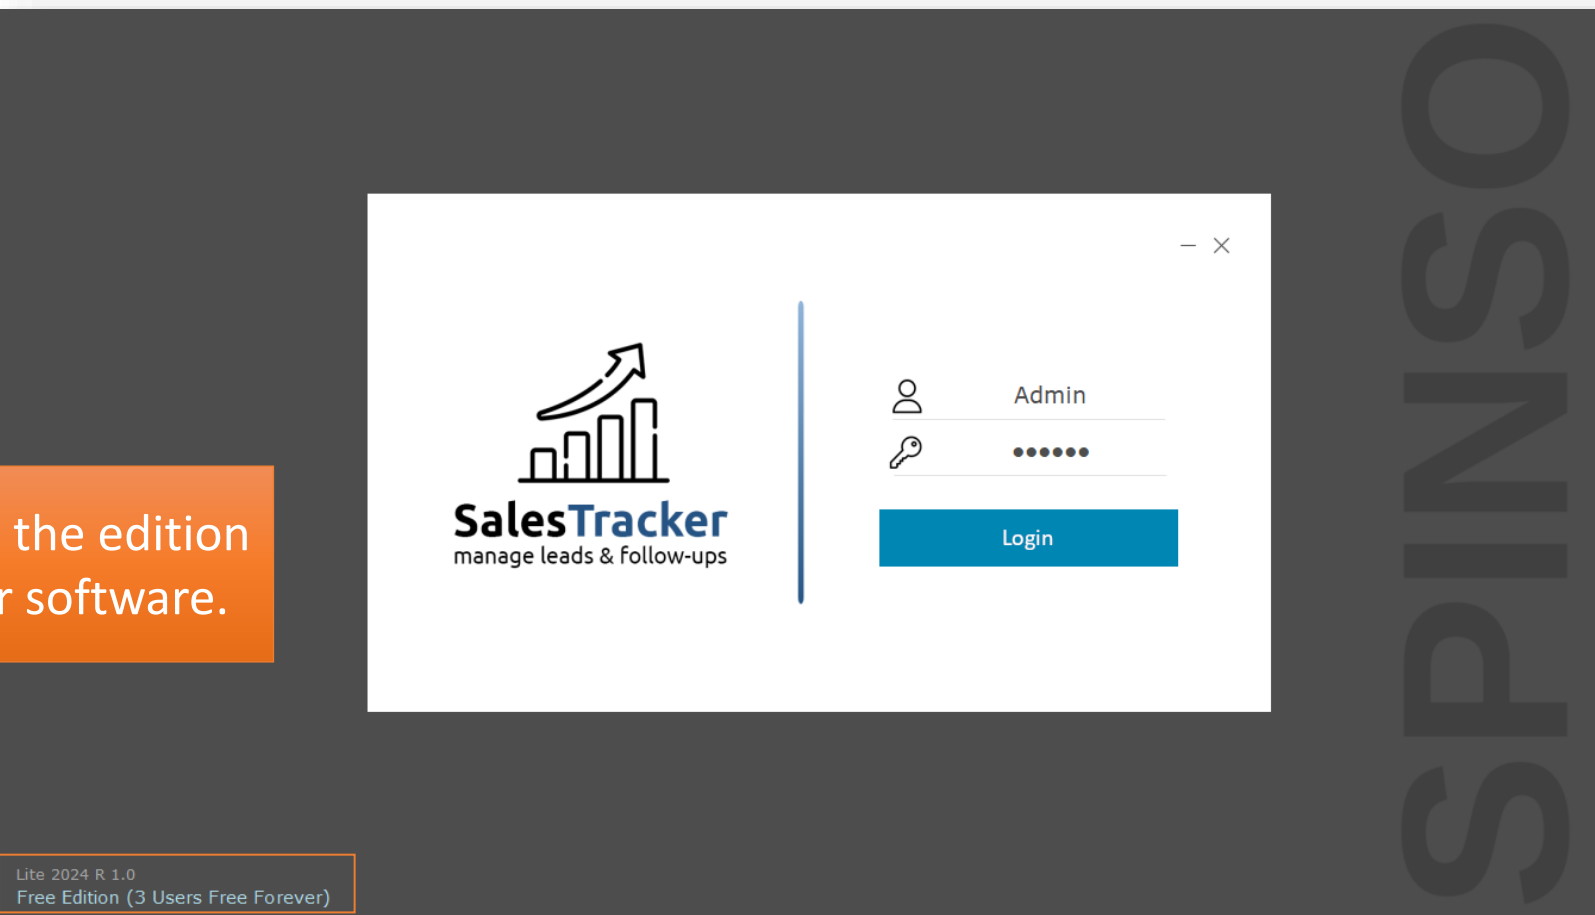 SPINSO
Admin
••••••
Login
SalesTracker
manage leads & follow-ups
the edition
r software.
Lite 2024 R 1.0
Free Edition (3 Users Free Forever)